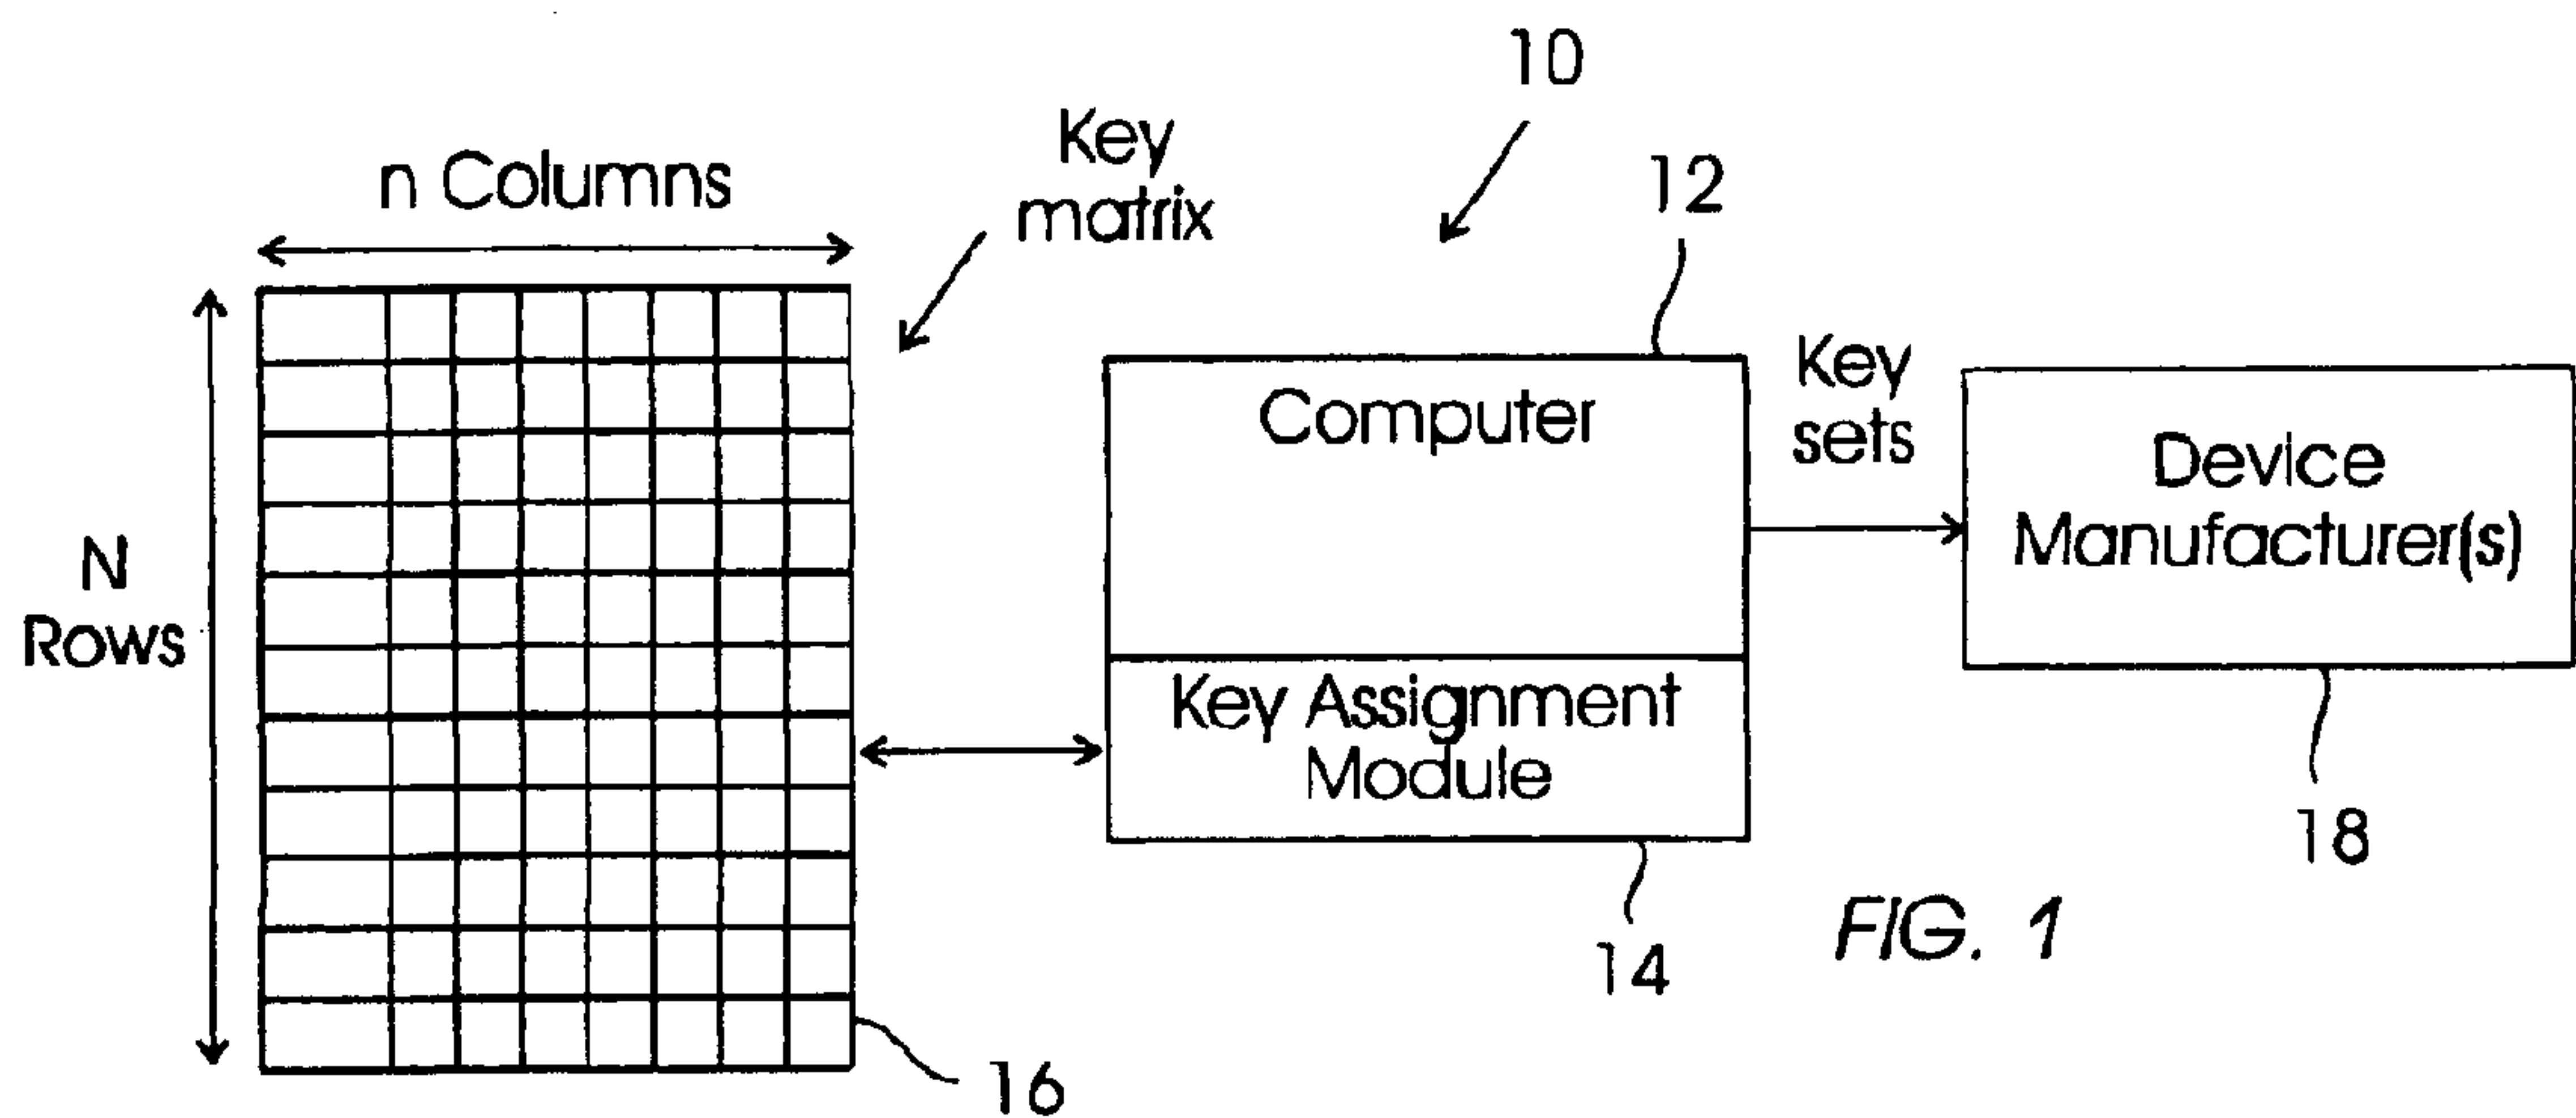 10
Key
matrix
n Columns
12
N
Rows
Computer
Key
sets
Device
Manufacturer(s)
Key Assignment
Module
18
14
16
FIG. 1